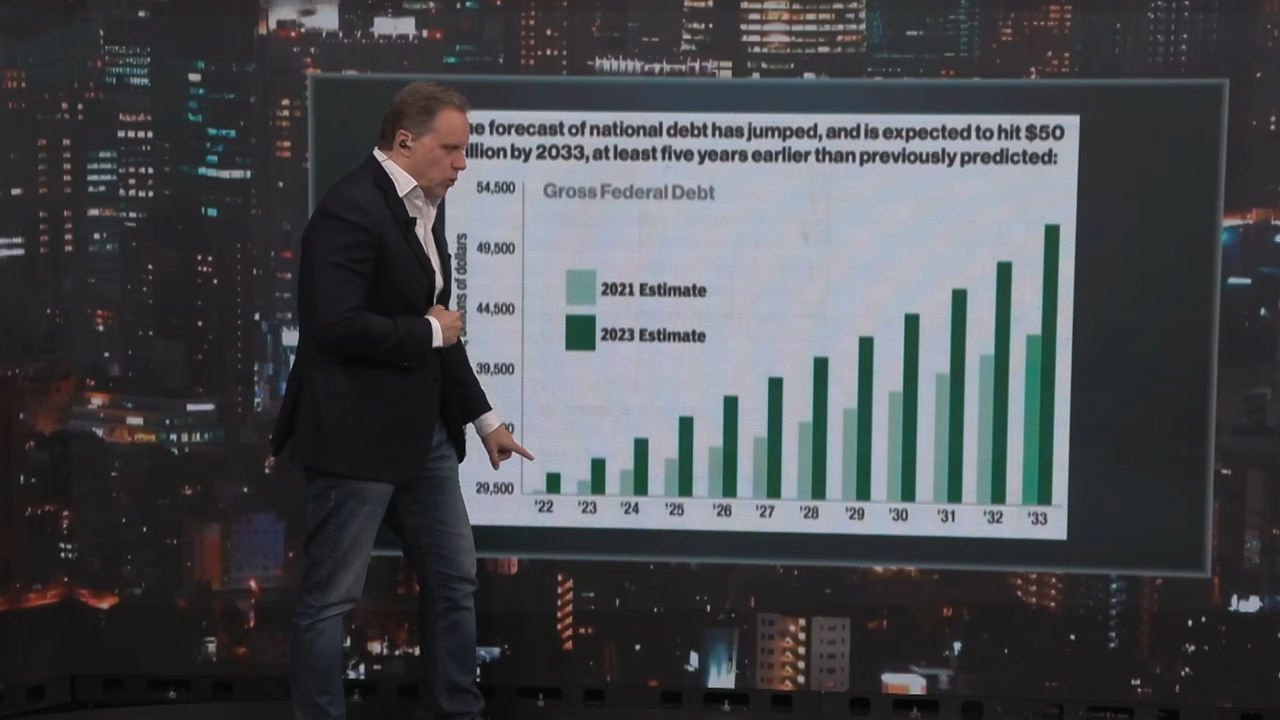 e forecast of national debt has jumped, and is expected to hit $50
illion by 2033, at least five years earlier than previously predicted:
Gross Federal Debt
54,500
49,500
44,500
39,500
29,500
of dollars
2021 Estimate
2023 Estimate
'22 '23 '24 '25 '26 '27 '28 '29 '30 '31 '32 '33